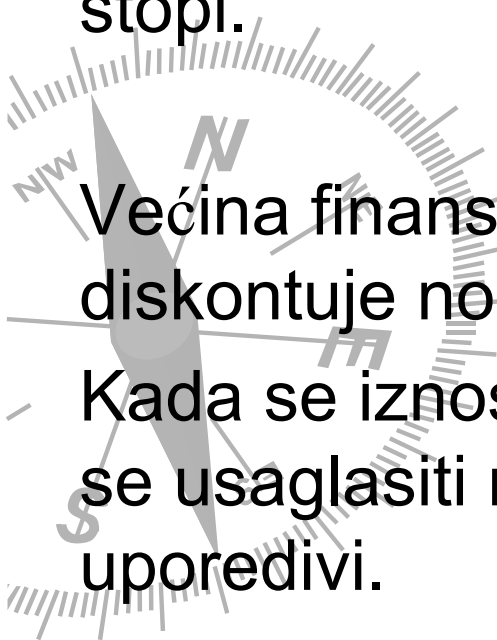 stopi.
N
NW
Većina finans
diskontuje no
E
Kada se iznos
se usaglasiti
S
uporedivi.